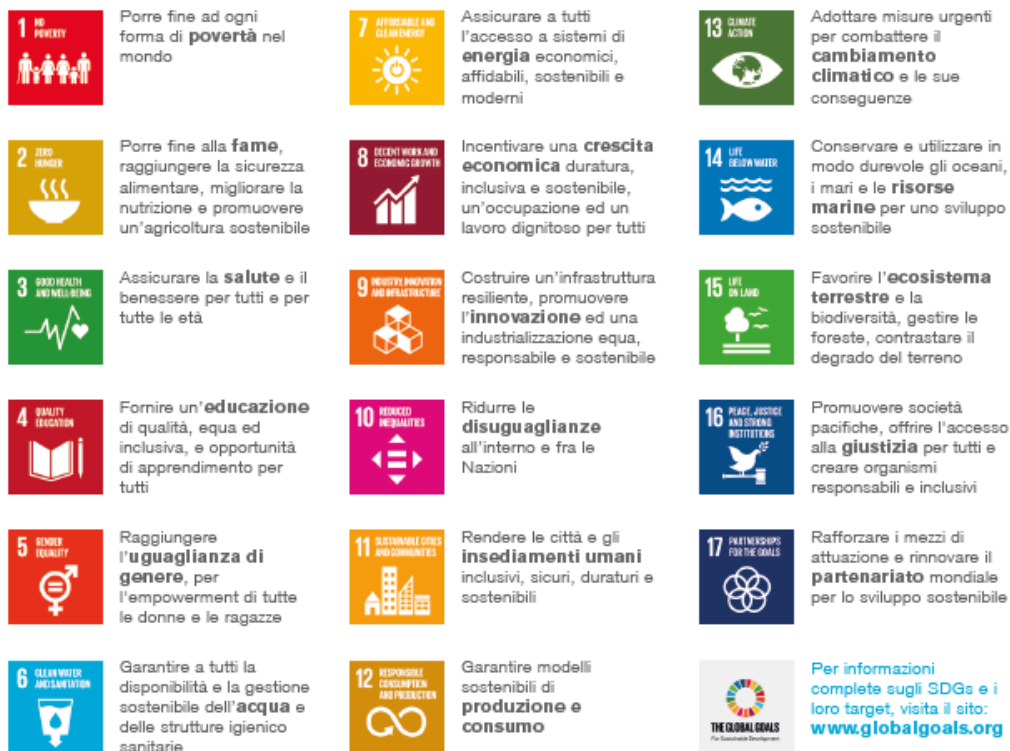 1 NO
POVERTY
Porre fine ad ogni
forma di povertà nel
mondo
2 ZERO
HUNGER
Porre fine alla fame,
raggiungere la sicurezza
alimentare, migliorare la
nutrizione e promuovere
un'agricoltura sostenibile
3 GOOD HEALTH
AND WELL-BEING
Assicurare la salute e il
benessere per tutti e per
tutte le età
4 QUALITY
EDUCATION
Fornire un'educazione
di qualità, equa ed
inclusiva, e opportunità
di apprendimento per
tutti
5 GENDER
EQUALITY
Raggiungere
l'uguaglianza di
genere, per
l'empowerment di tutte
le donne e le ragazze
6 CLEAN WATER
AND SANITATION
Garantire a tutti la
disponibilità e la gestione
sostenibile dell'acqua e
delle strutture igienico
sanitarie
7 AFFORDABLE AND
CLEAN ENERGY
Assicurare a tutti
l'accesso a sistemi di
energia economici,
affidabili, sostenibili e
moderni
8 DECENT WORK AND
ECONOMIC GROWTH
Incentivare una crescita
economica duratura,
inclusiva e sostenibile,
un'occupazione ed un
lavoro dignitoso per tutti
9 INDUSTRY, INNOVATION
AND INFRASTRUCTURE
Costruire un'infrastruttura
resiliente, promuovere
l'innovazione ed una
industrializzazione equa,
responsabile e sostenibile
10 REDUCED
INEQUALITIES
Ridurre le
disuguaglianze
all'interno e fra le
Nazioni
11 SUSTAINABLE CITIES
AND COMMUNITIES
Rendere le città e gli
insediamenti umani
inclusivi, sicuri, duraturi e
sostenibili
12 RESPONSIBLE
CONSUMPTION
AND PRODUCTION
Garantire modelli
sostenibili di
produzione e
consumo
13 CLIMATE
ACTION
Adottare misure urgenti
per combattere il
cambiamento
climatico e le sue
conseguenze
14 LIFE
BELOW WATER
Conservare e utilizzare in
modo durevole gli oceani,
i mari e le risorse
marine per uno sviluppo
sostenibile
15 LIFE
ON LAND
Favorire l'ecosistema
terrestre e la
biodiversità, gestire le
foreste, contrastare il
degrado del terreno
16 PEACE, JUSTICE
AND STRONG
INSTITUTIONS
Promuovere società
pacifiche, offrire l'accesso
alla giustizia per tutti e
creare organismi
responsabili e inclusivi
17 PARTNERSHIPS
FOR THE GOALS
Rafforzare i mezzi di
attuazione e rinnovare il
partenariato mondiale
per lo sviluppo sostenibile
THE GLOBAL GOALS
For Sustainable Development
Per informazioni
complete sugli SDGs e i
loro target, visita il sito:
www.globalgoals.org